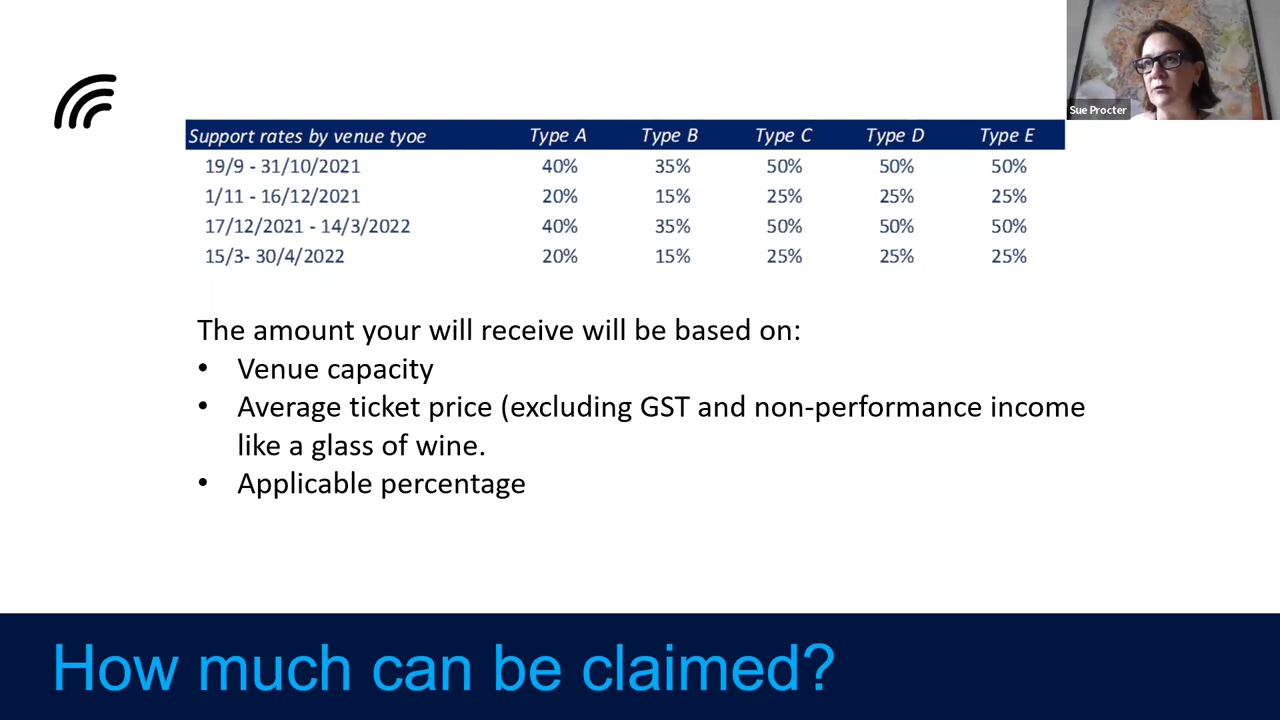 Sue Procter
Support rates by venue tyoe Type A Type B Type C Type D Type E
19/9 - 31/10/2021 40% 35% 50% 50% 50%
1/11 - 16/12/2021 20% 15% 25% 25% 25%
17/12/2021 - 14/3/2022 40% 35% 50% 50% 50%
15/3- 30/4/2022 20% 15% 25% 25% 25%
The amount your will receive will be based on:
• Venue capacity
• Average ticket price (excluding GST and non-performance income
like a glass of wine.
• Applicable percentage
How much can be claimed?